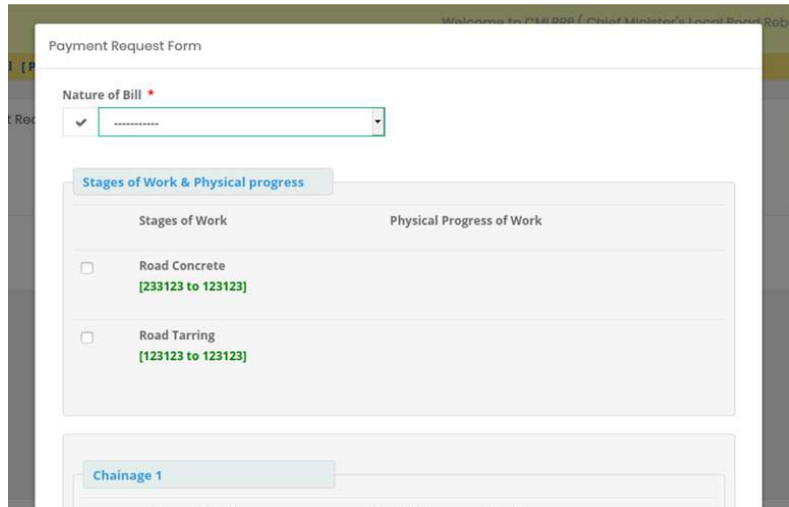 Welcome to CMLRRP ( Chief Minister's Local Road Reb
Payment Request Form
l [P
Nature of Bill *
t Rec
-----------
Stages of Work & Physical progress
Stages of Work Physical Progress of Work
Road Concrete
[233123 to 123123]
Road Tarring
[123123 to 123123]
Chainage 1